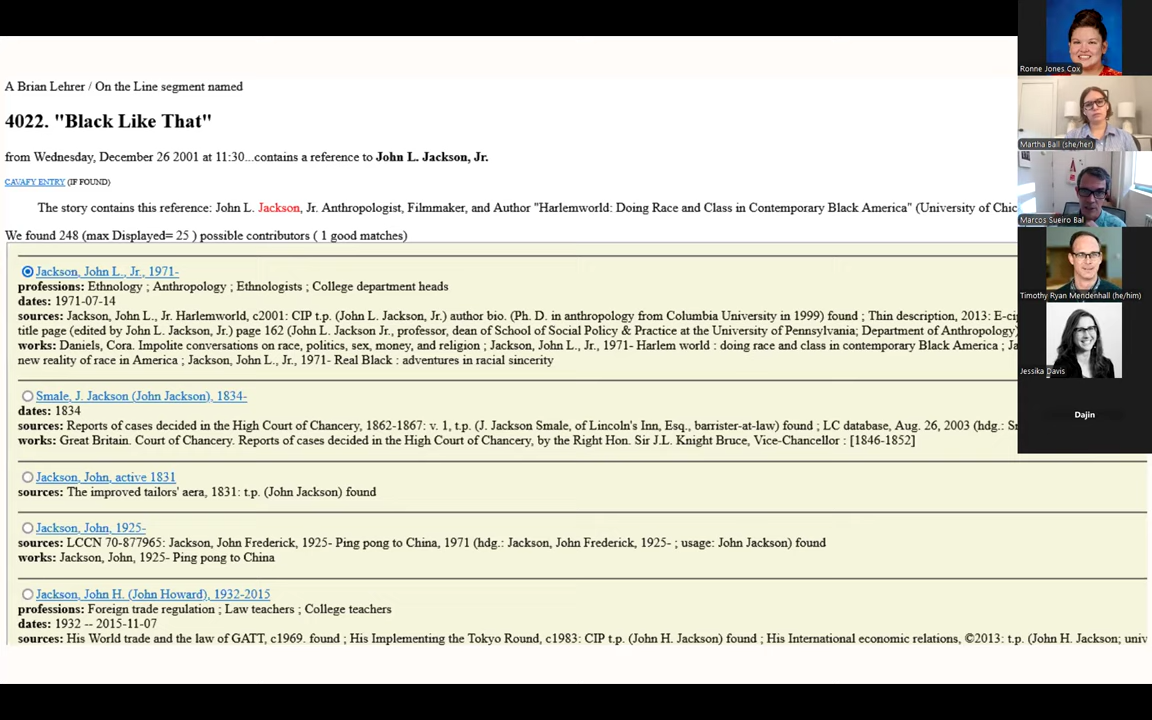 A Brian Lehrer / On the Line segment named
4022. "Black Like That"
from Wednesday, December 26 2001 at 11:30...contains a reference to John L. Jackson, Jr.
CAVAFY ENTRY (IF FOUND)
The story contains this reference: John L. Jackson, Jr. Anthropologist, Filmmaker, and Author "Harlemworld: Doing Race and Class in Contemporary Black America" (University of Chic
We found 248 (max Displayed= 25 ) possible contributors ( 1 good matches)
Jackson, John L., Jr., 1971-
professions: Ethnology ; Anthropology ; Ethnologists ; College department heads
dates: 1971-07-14
sources: Jackson, John L., Jr. Harlemworld, c2001: CIP t.p. (John L. Jackson, Jr.) author bio. (Ph. D. in anthropology from Columbia University in 1999) found ; Thin description, 2013: E-ci
title page (edited by John L. Jackson, Jr.) page 162 (John L. Jackson Jr., professor, dean of School of Social Policy & Practice at the University of Pennsylvania; Department of Anthropology)
works: Daniels, Cora. Impolite conversations on race, politics, sex, money, and religion ; Jackson, John L., Jr., 1971- Harlem world : doing race and class in contemporary Black America ; Ja
new reality of race in America ; Jackson, John L., Jr., 1971- Real Black : adventures in racial sincerity
Smale, J. Jackson (John Jackson), 1834-
dates: 1834
sources: Reports of cases decided in the High Court of Chancery, 1862-1867: v. 1, t.p. (J. Jackson Smale, of Lincoln's Inn, Esq., barrister-at-law) found ; LC database, Aug. 26, 2003 (hdg.: Sm
works: Great Britain. Court of Chancery. Reports of cases decided in the High Court of Chancery, by the Right Hon. Sir J.L. Knight Bruce, Vice-Chancellor : [1846-1852]
Jackson, John, active 1831
sources: The improved tailors' aera, 1831: t.p. (John Jackson) found
Jackson, John, 1925-
sources: LCCN 70-877965: Jackson, John Frederick, 1925- Ping pong to China, 1971 (hdg.: Jackson, John Frederick, 1925- ; usage: John Jackson) found
works: Jackson, John, 1925- Ping pong to China
Jackson, John H. (John Howard), 1932-2015
professions: Foreign trade regulation ; Law teachers ; College teachers
dates: 1932 -- 2015-11-07
sources: His World trade and the law of GATT, c1969. found ; His Implementing the Tokyo Round, c1983: CIP t.p. (John H. Jackson) found ; His International economic relations, ©2013: t.p. (John H. Jackson; univ
Ronne Jones Cox
Martha Ball (she/her)
Marcos Sueiro Bal
Timothy Ryan Mendenhall (he/him)
Jessika Davis
Dajin